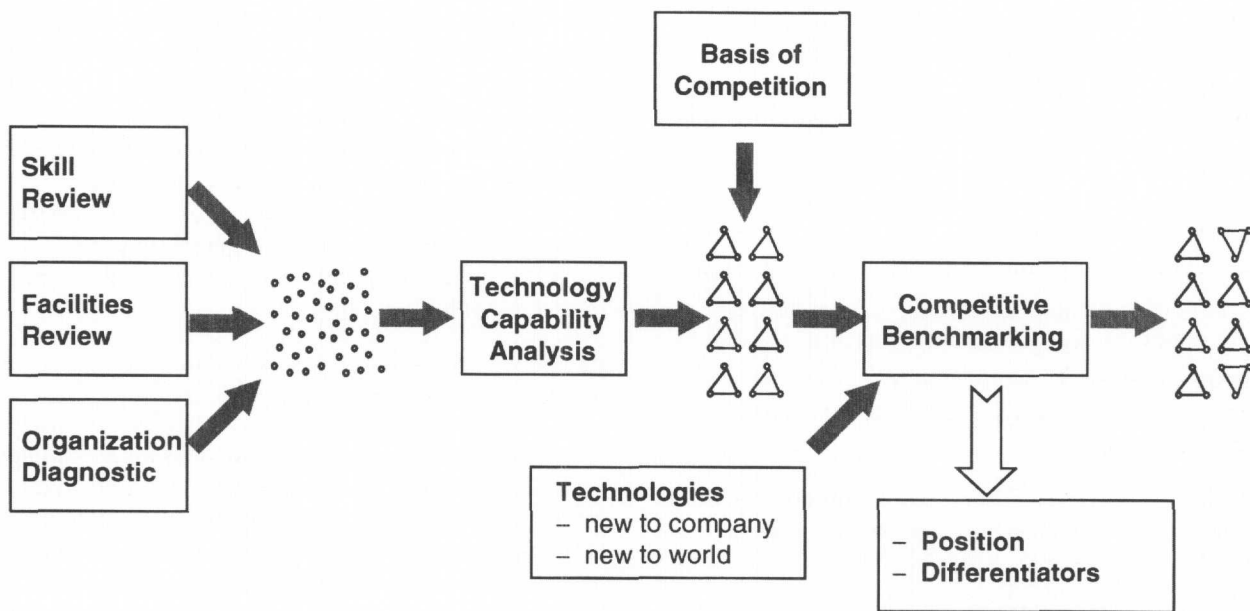 Basis of
Competition
Skill
Review
Facilities
Review
Organization
Diagnostic
Technology
Capability
Analysis
Competitive
Benchmarking
Technologies
– new to company
– new to world
– Position
– Differentiators